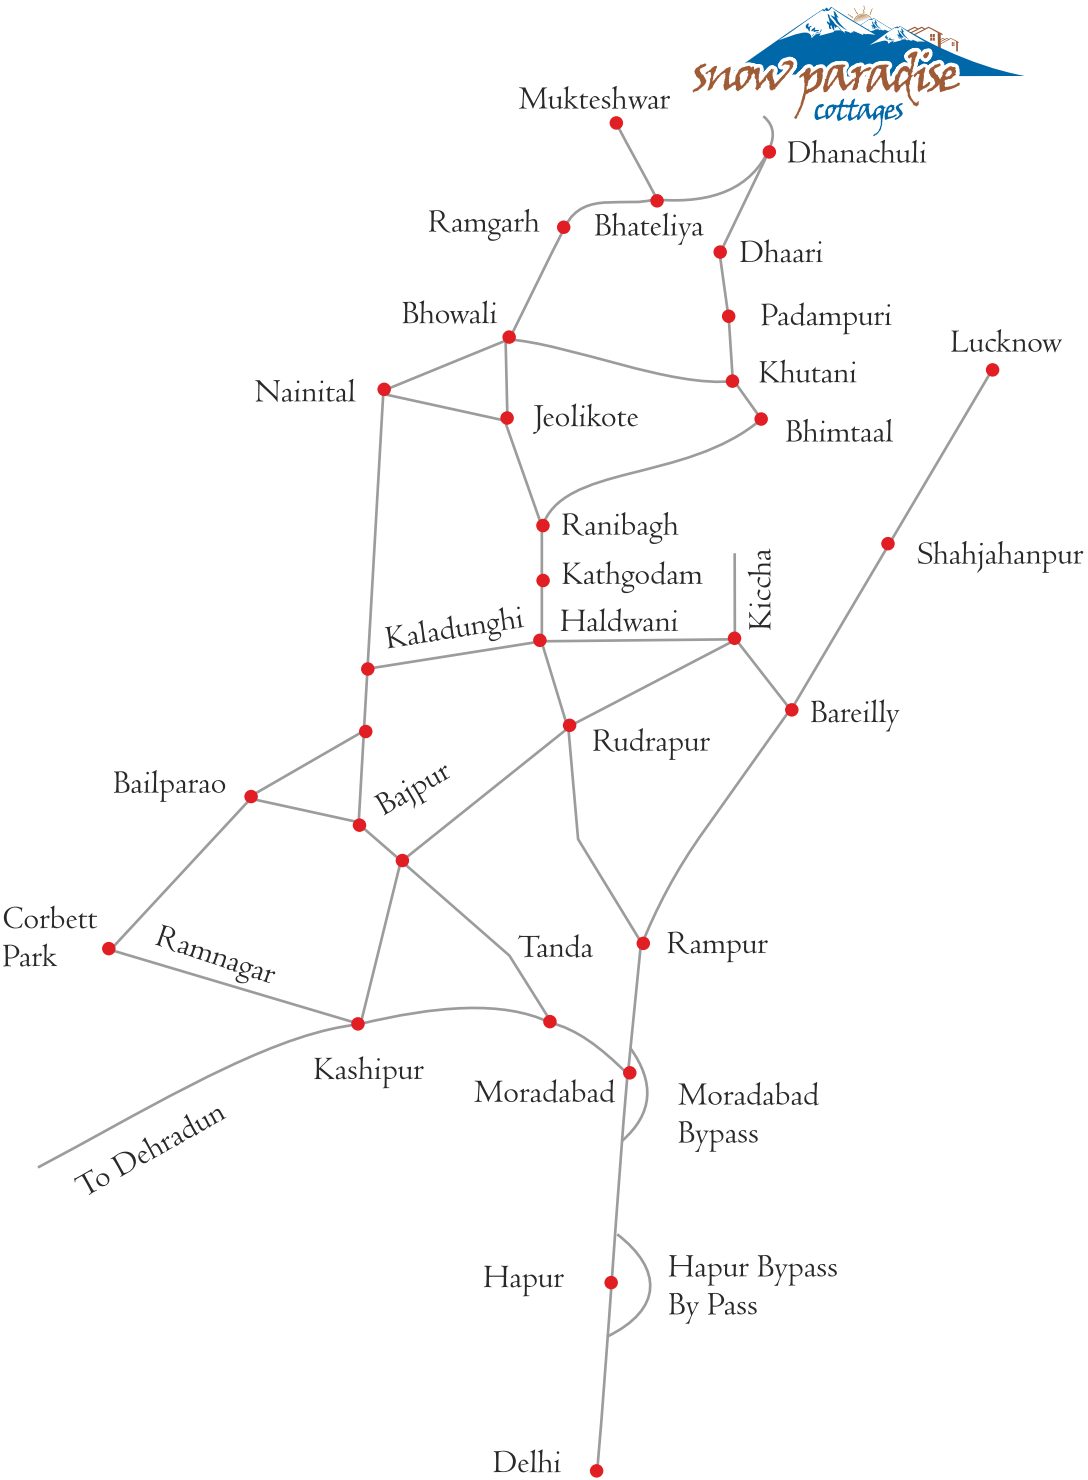 snow paradise
cottages
Mukteshwar
Dhanachuli
Ramgarh
Bhateliya
Dhaari
Bhowali
Padampuri
Lucknow
Nainital
Khutani
Jeolikote
Bhimtaal
Ranibagh
Shahjahanpur
Kathgodam
Kiccha
Kaladunghi
Haldwani
Bareilly
Rudrapur
Bailparao
Bajpur
Corbett
Park
Ramnagar
Tanda
Rampur
Kashipur
Moradabad
Moradabad
Bypass
To Dehradun
Hapur
Hapur Bypass
By Pass
Delhi